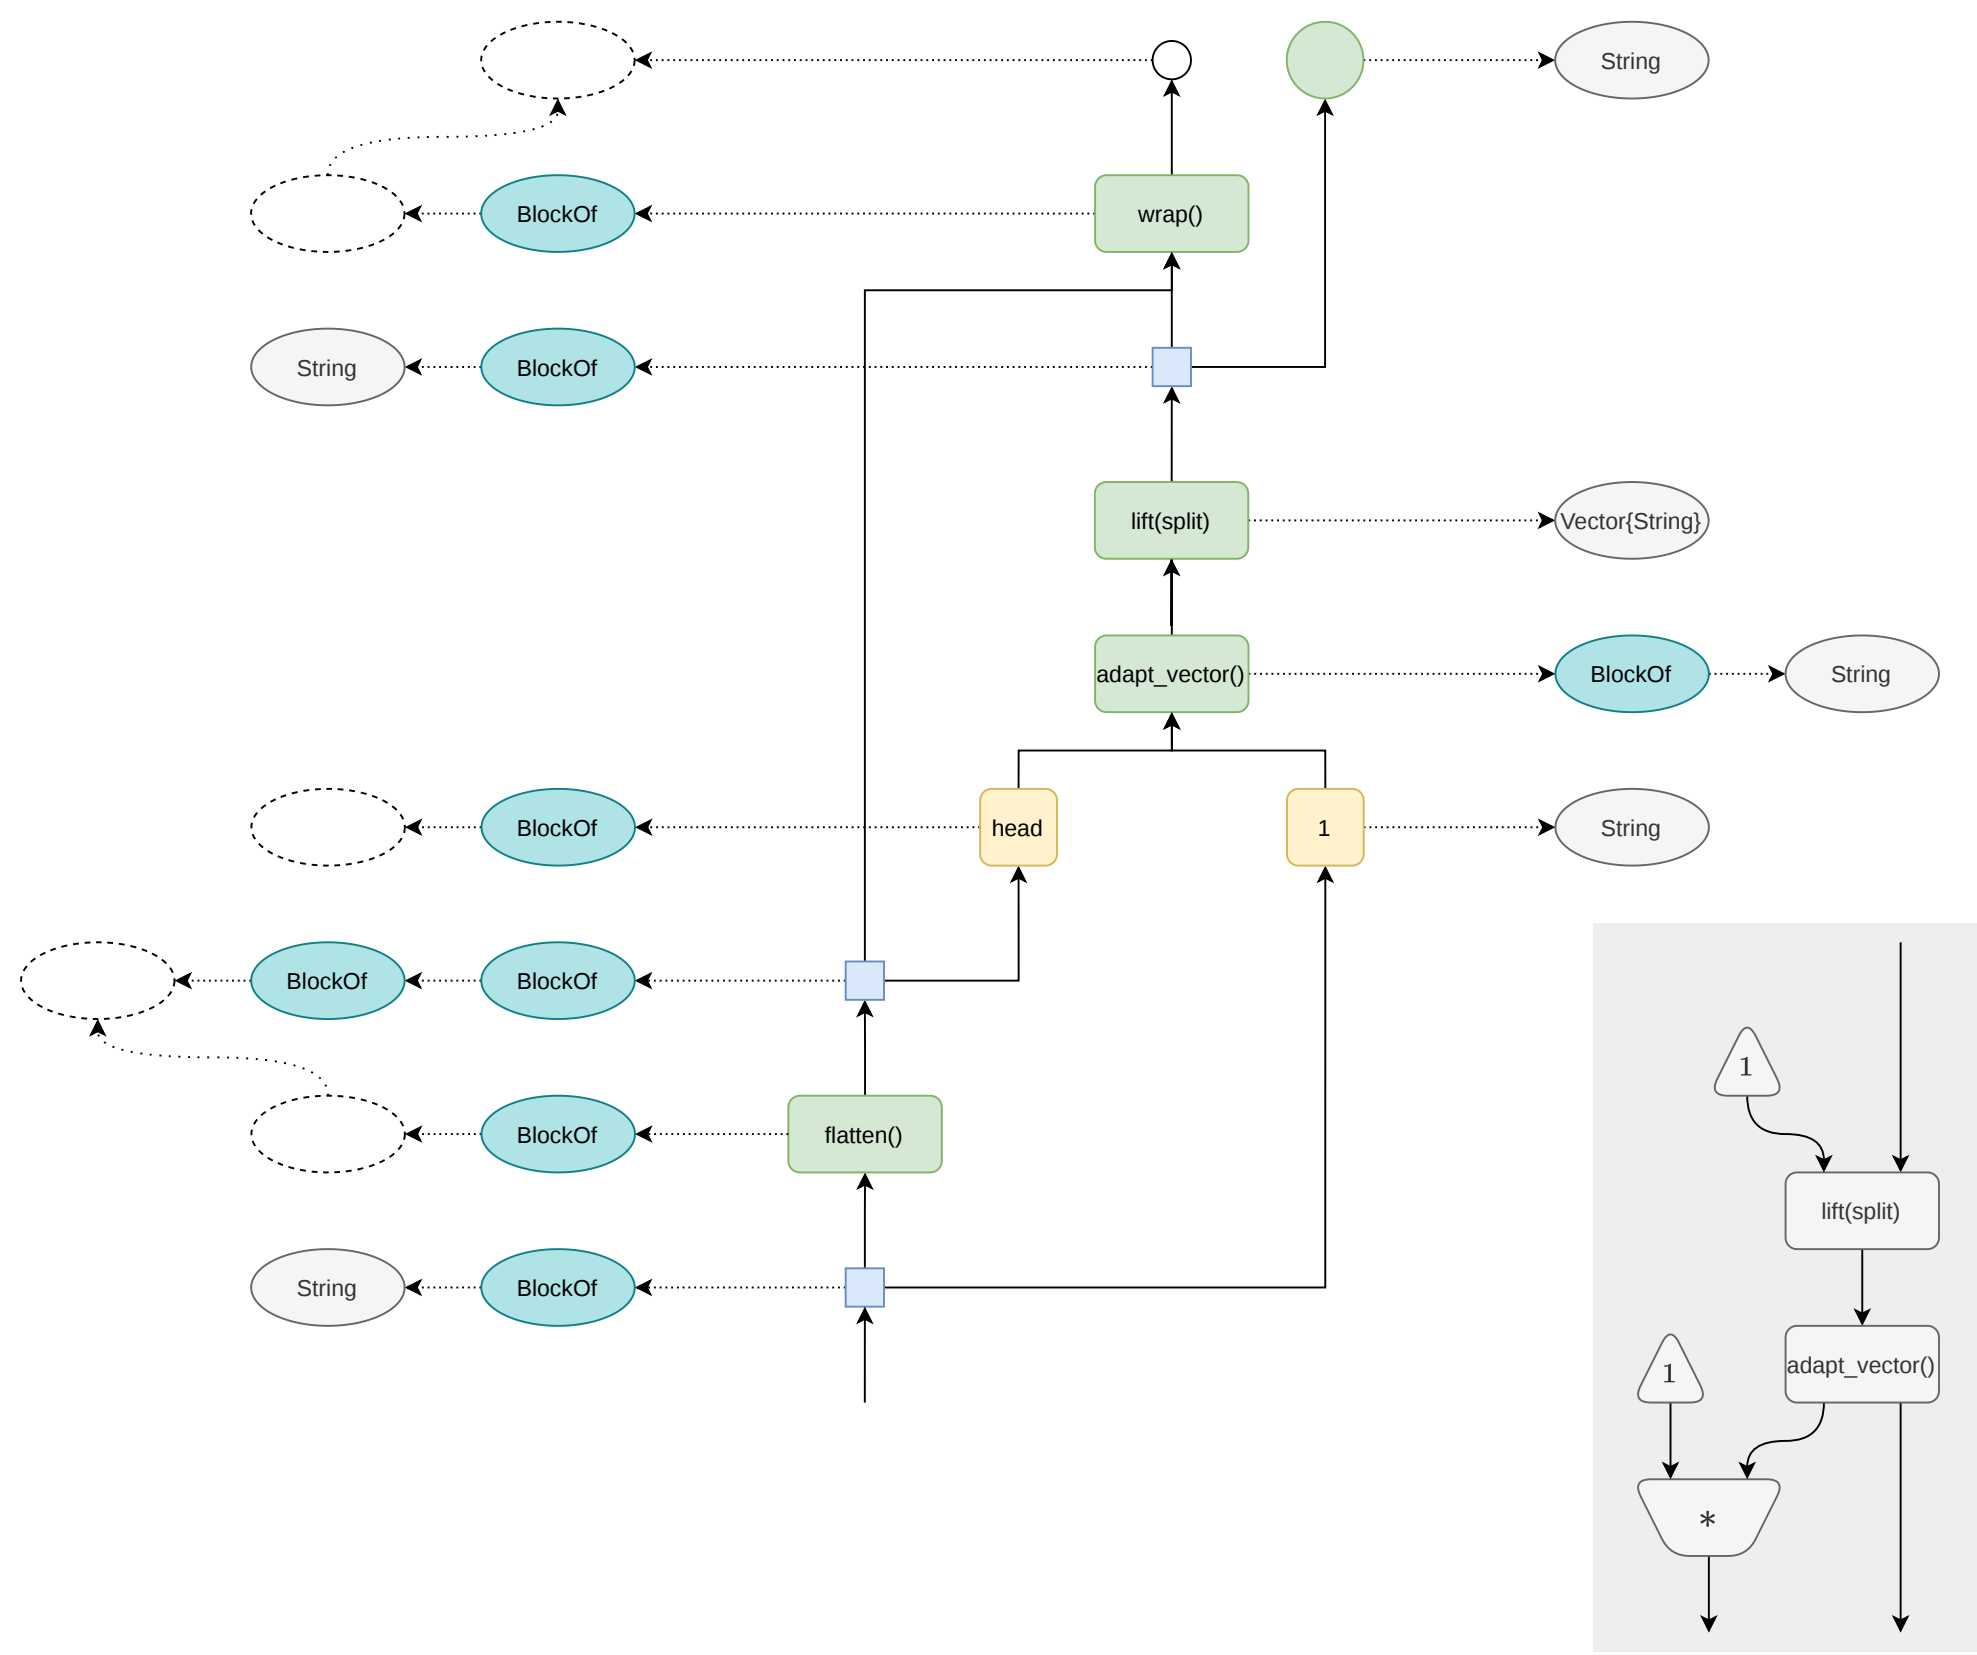 String
BlockOf
wrap()
String
BlockOf
lift(split)
Vector{String}
adapt_vector()
BlockOf
String
BlockOf
head
1
String
BlockOf
BlockOf
1
BlockOf
flatten()
lift(split)
String
BlockOf
1
adapt_vector()
*